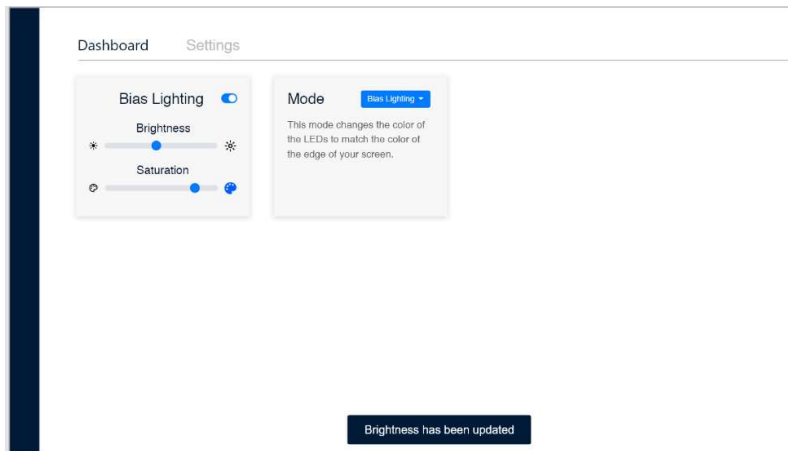 Dashboard Settings
Bias Lighting
Brightness
Saturation
Mode Bias Lighting
This mode changes the color of
the LEDs to match the color of
the edge of your screen.
Brightness has been updated